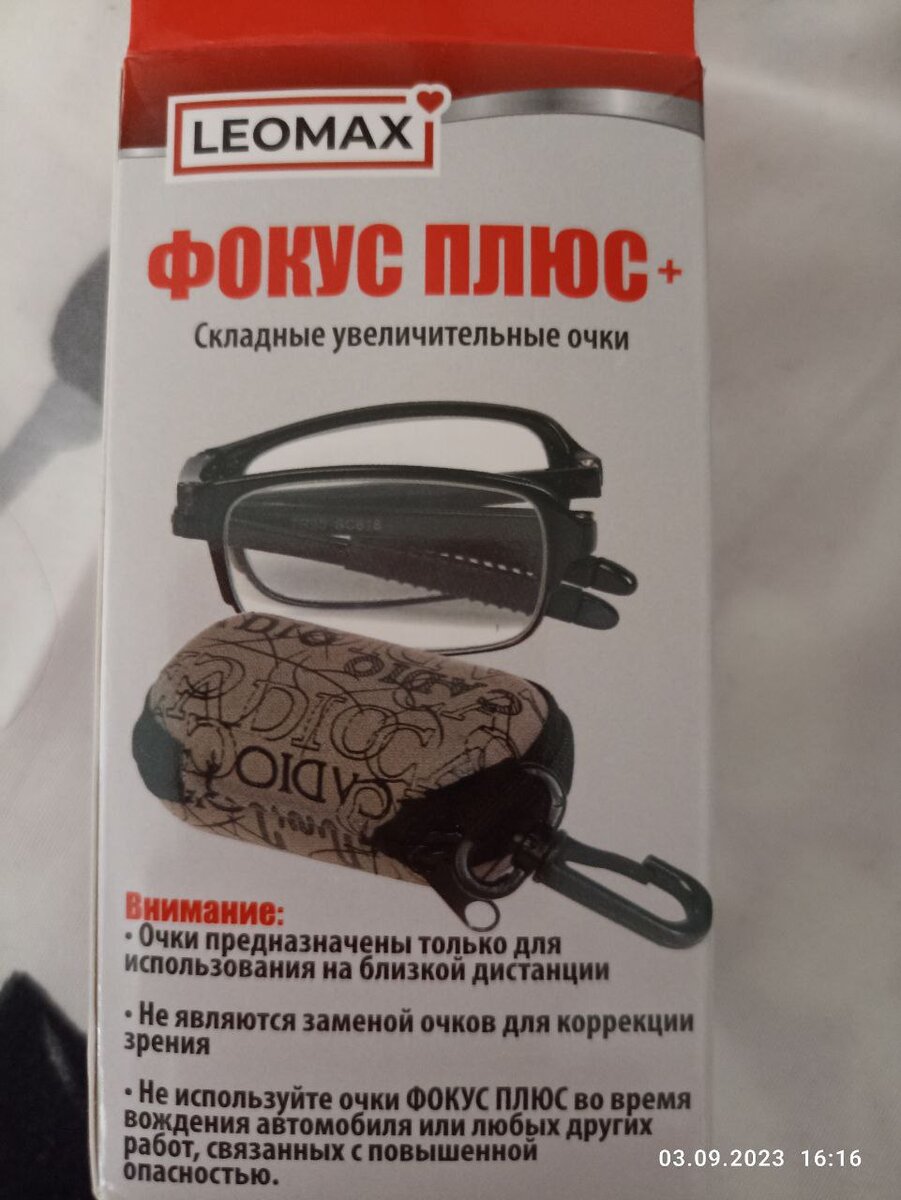 LEOMAX
ФОКУС ПЛЮС+
Складные увеличительные очки
CADIO
Внимание:
• Очки предназначены только для
использования на близкой дистанции
• Не являются заменой очков для коррекции
зрения
• Не используйте очки ФОКУС ПЛЮС во время
вождения автомобиля или любых других
работ, связанных с повышенной
опасностью.
03.09.2023 16:16